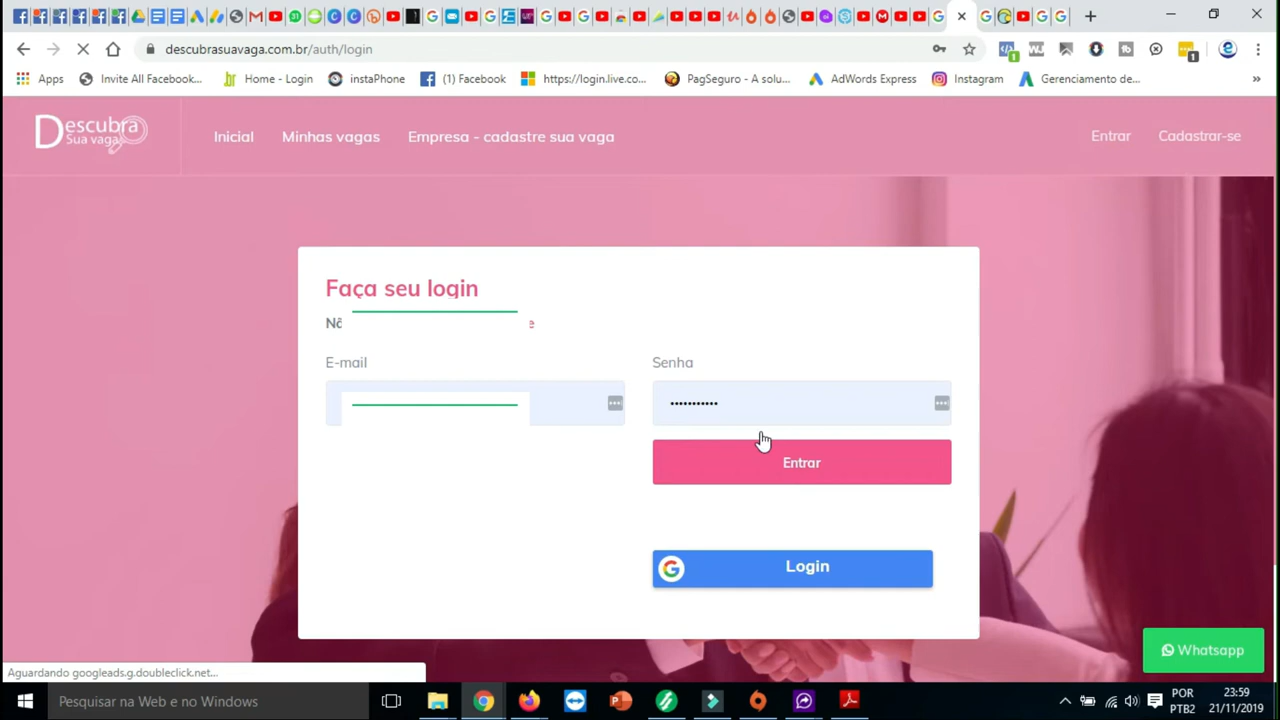 descubrasuavaga.com.br/auth/login
Apps
Invite All Facebook...
Home - Login
instaPhone
(1) Facebook
https://login.live.co...
PagSeguro - A solu...
AdWords Express
Instagram
Gerenciamento de...
»
Descubra
Sua vaga
Inicial
Minhas vagas
Empresa - cadastre sua vaga
Entrar
Cadastrar-se
Faça seu login
Nã
e
E-mail
Senha
•••••••••••
Entrar
G
Login
Whatsapp
Aguardando googleads.g.doubleclick.net...
Pesquisar na Web e no Windows
POR
PTB2
23:59
21/11/2019